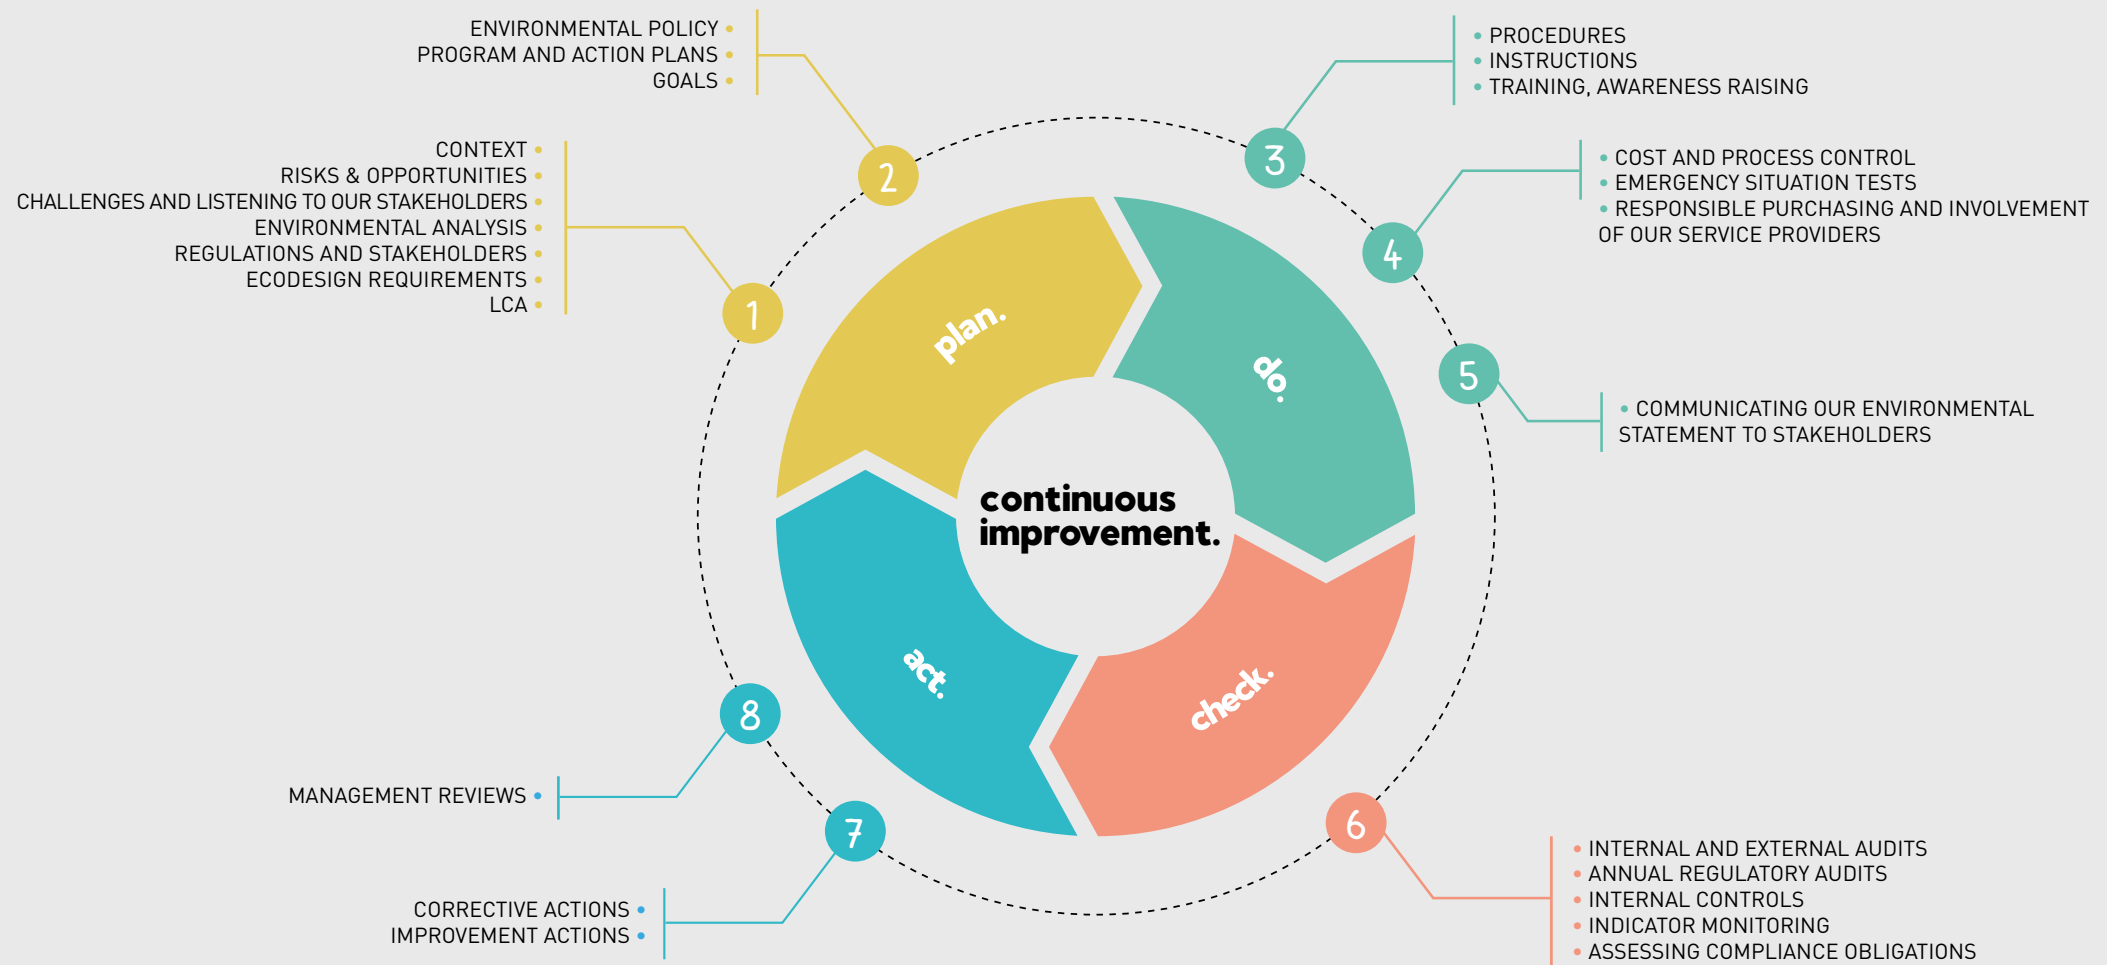 ENVIRONMENTAL POLICY •
PROGRAM AND ACTION PLANS •
GOALS •
CONTEXT •
RISKS & OPPORTUNITIES •
CHALLENGES AND LISTENING TO OUR STAKEHOLDERS •
ENVIRONMENTAL ANALYSIS •
REGULATIONS AND STAKEHOLDERS •
ECODESIGN REQUIREMENTS •
LCA •
1
2
3
• PROCEDURES
• INSTRUCTIONS
• TRAINING, AWARENESS RAISING
4
• COST AND PROCESS CONTROL
• EMERGENCY SITUATION TESTS
• RESPONSIBLE PURCHASING AND INVOLVEMENT
OF OUR SERVICE PROVIDERS
5
• COMMUNICATING OUR ENVIRONMENTAL
STATEMENT TO STAKEHOLDERS
plan.
do.
continuous
improvement.
act.
check.
8
MANAGEMENT REVIEWS •
7
CORRECTIVE ACTIONS •
IMPROVEMENT ACTIONS •
6
• INTERNAL AND EXTERNAL AUDITS
• ANNUAL REGULATORY AUDITS
• INTERNAL CONTROLS
• INDICATOR MONITORING
• ASSESSING COMPLIANCE OBLIGATIONS